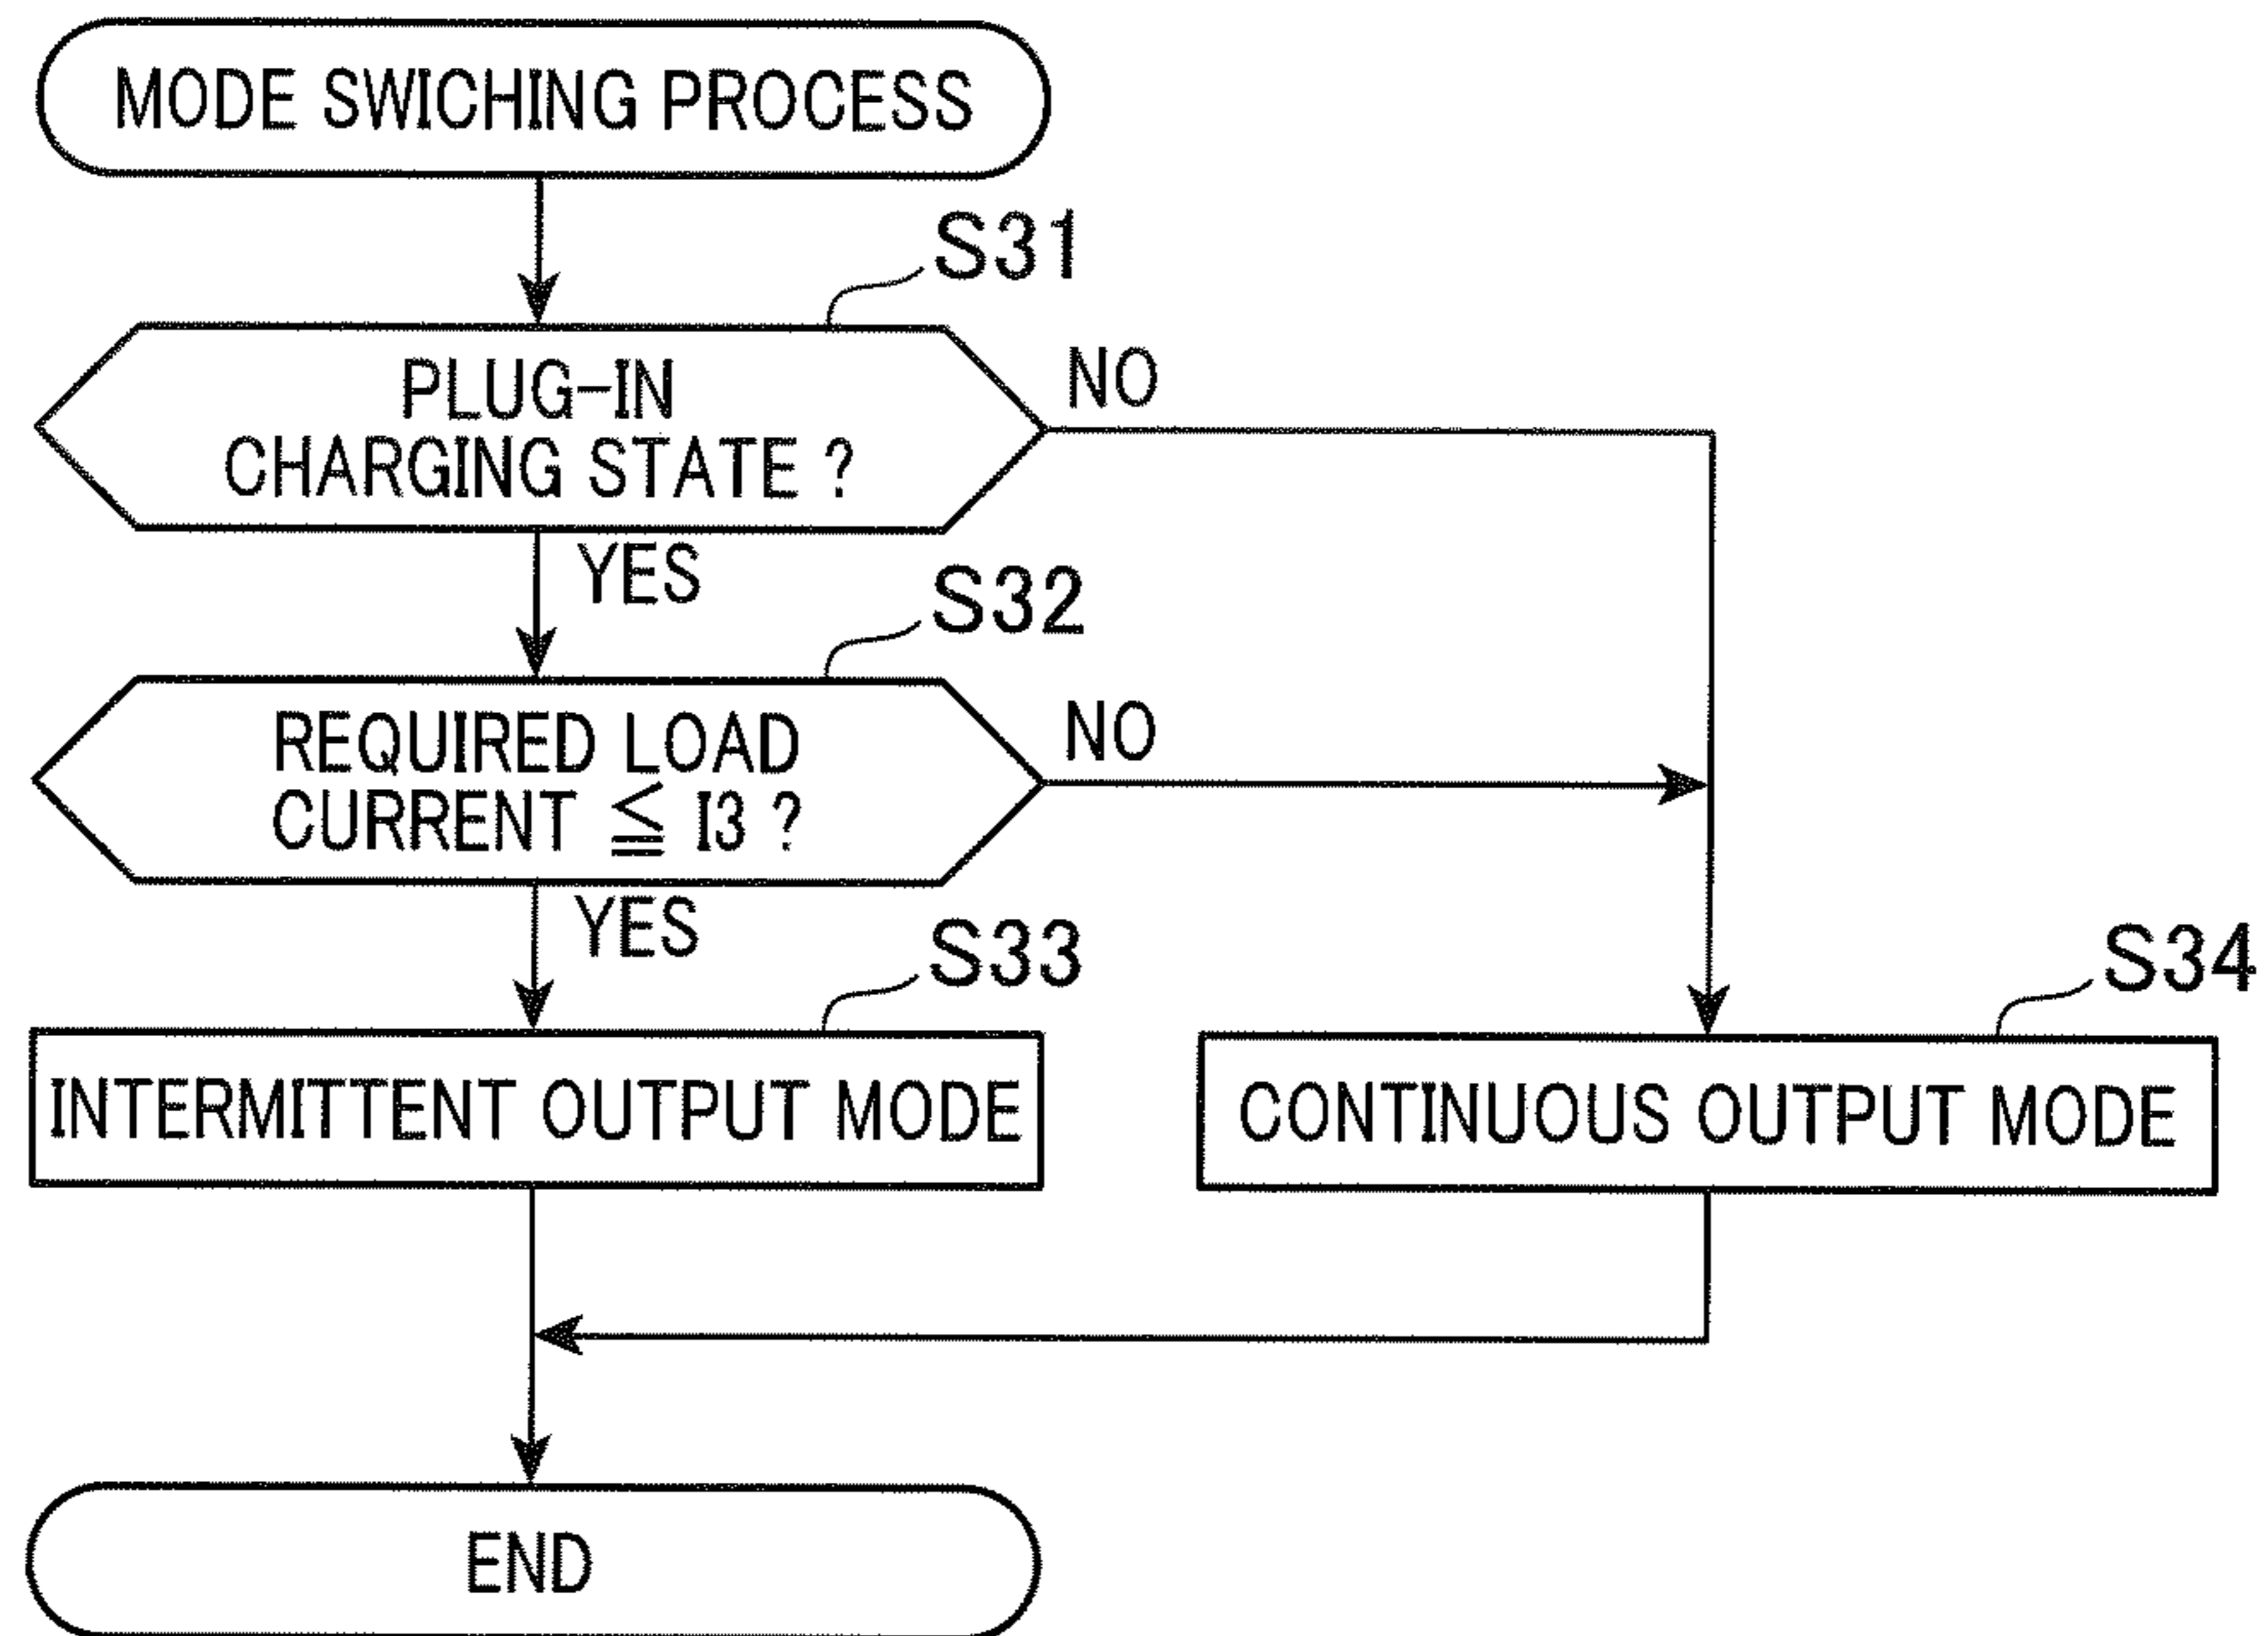 MODE SWICHING PROCESS
S31
PLUG-IN
CHARGING STATE ?
NO
YES
S32
REQUIRED LOAD
CURRENT ≦ I3 ?
NO
YES
S33
INTERMITTENT OUTPUT MODE
S34
CONTINUOUS OUTPUT MODE
END